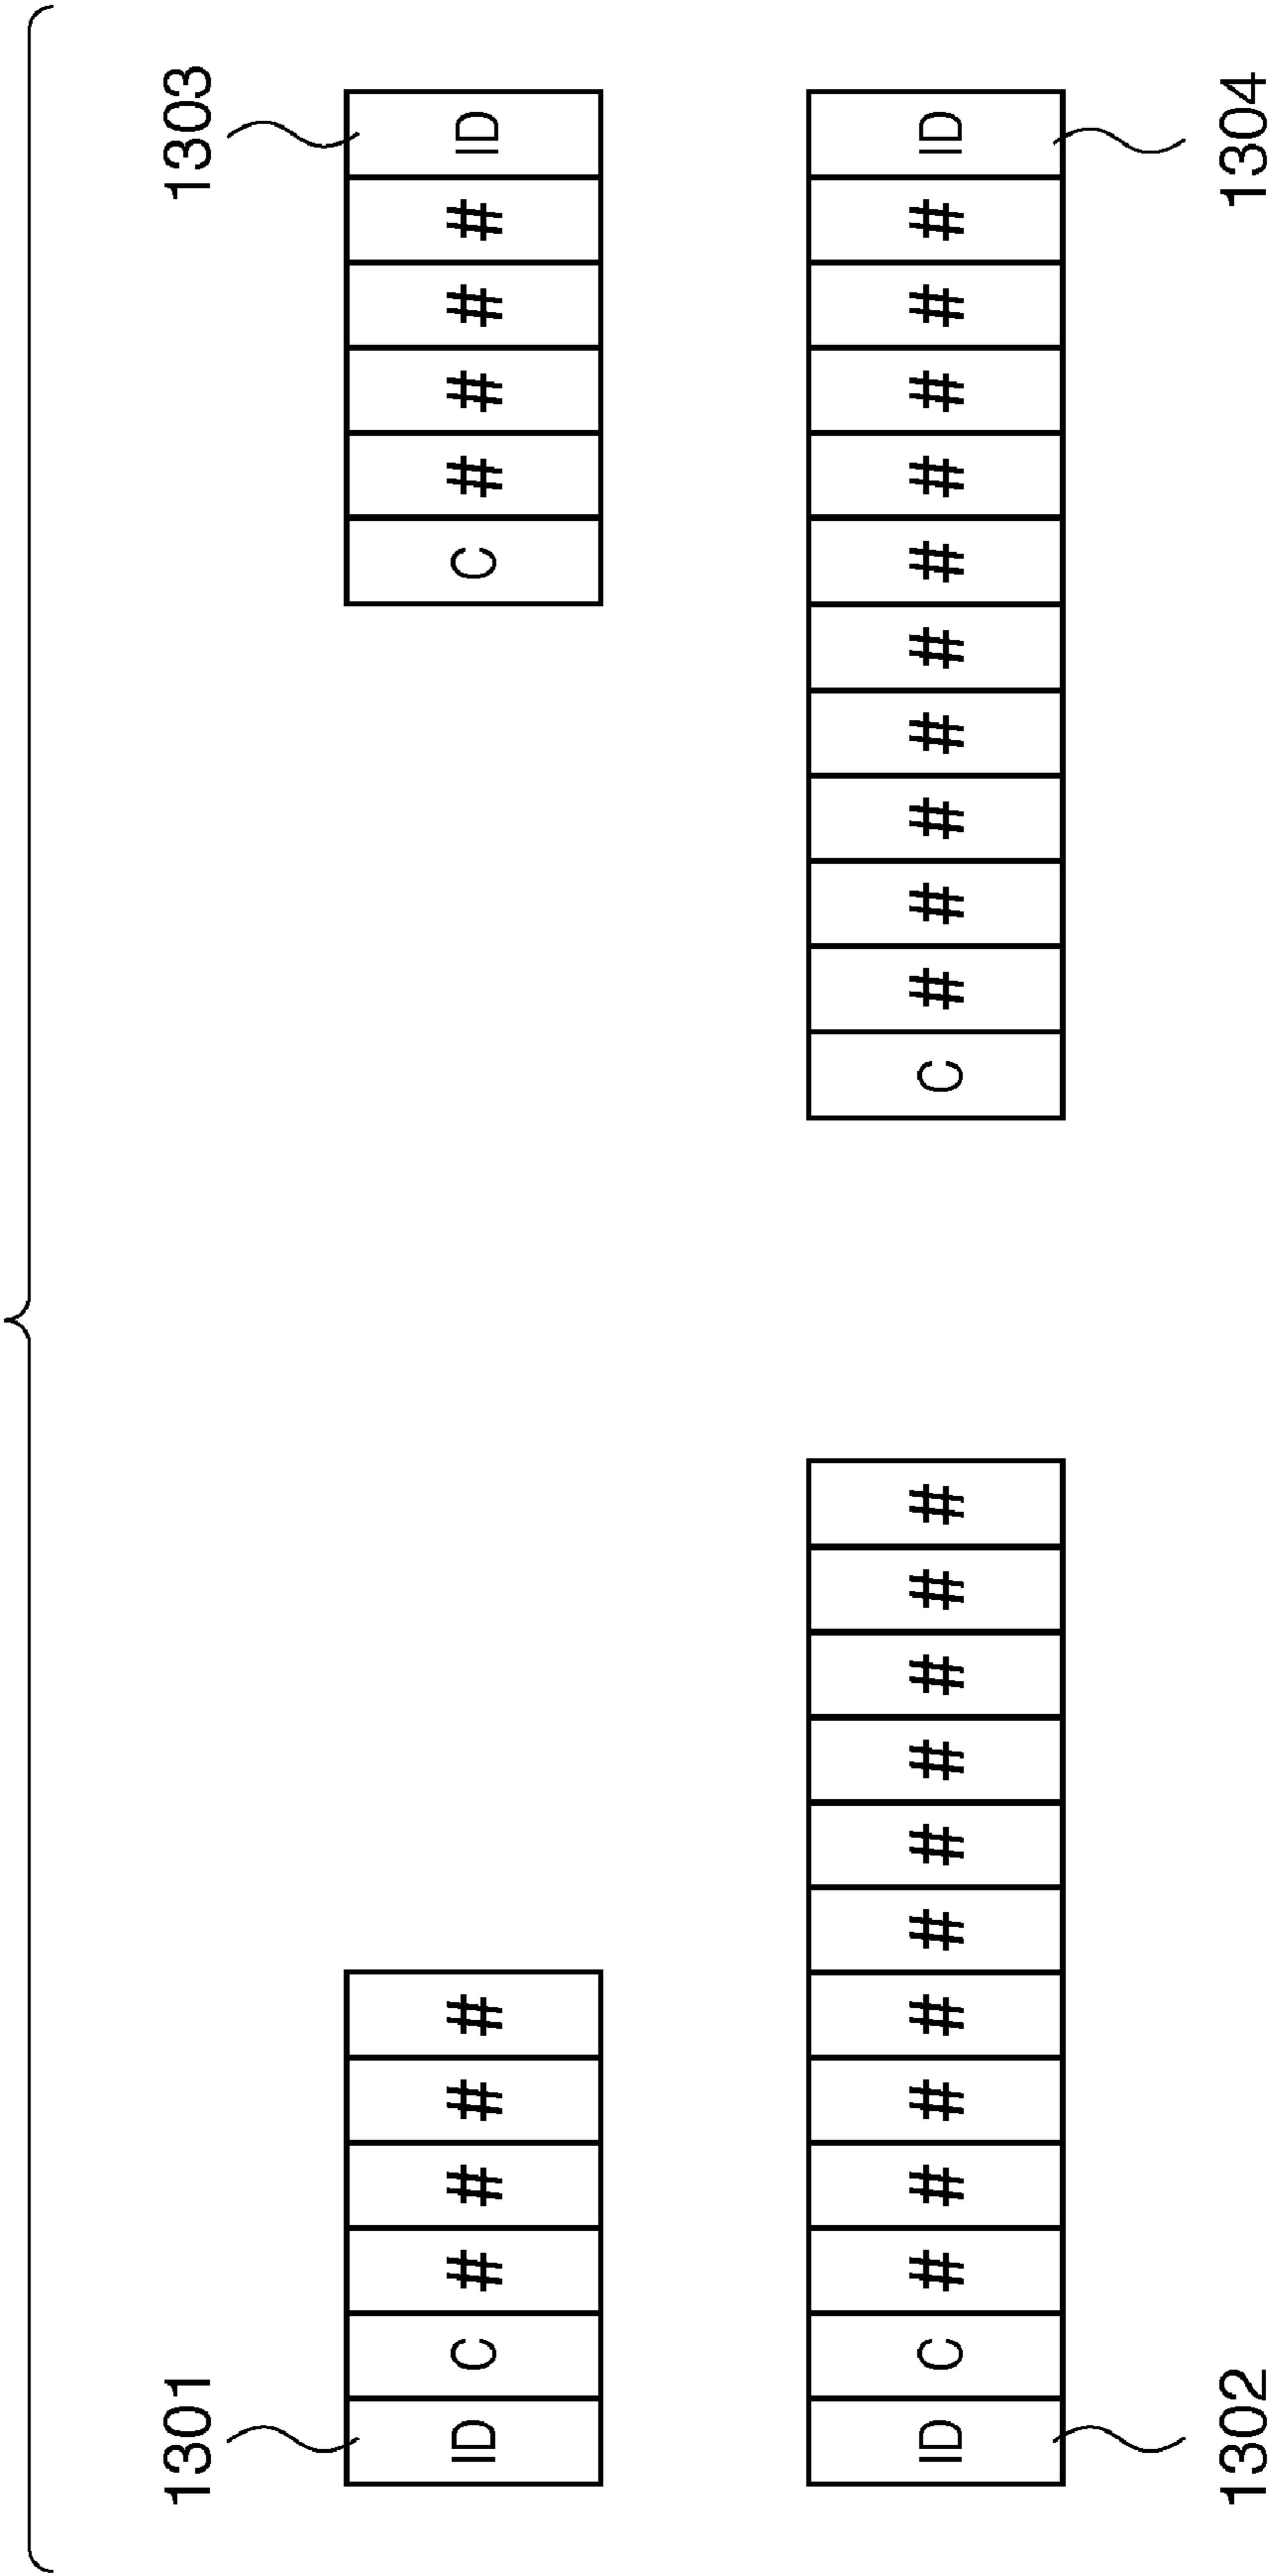 1301 1303
ID C # # # # C # # # # ID
ID C # # # # # # # # # # C # # # # # # # # # # ID
1302 1304